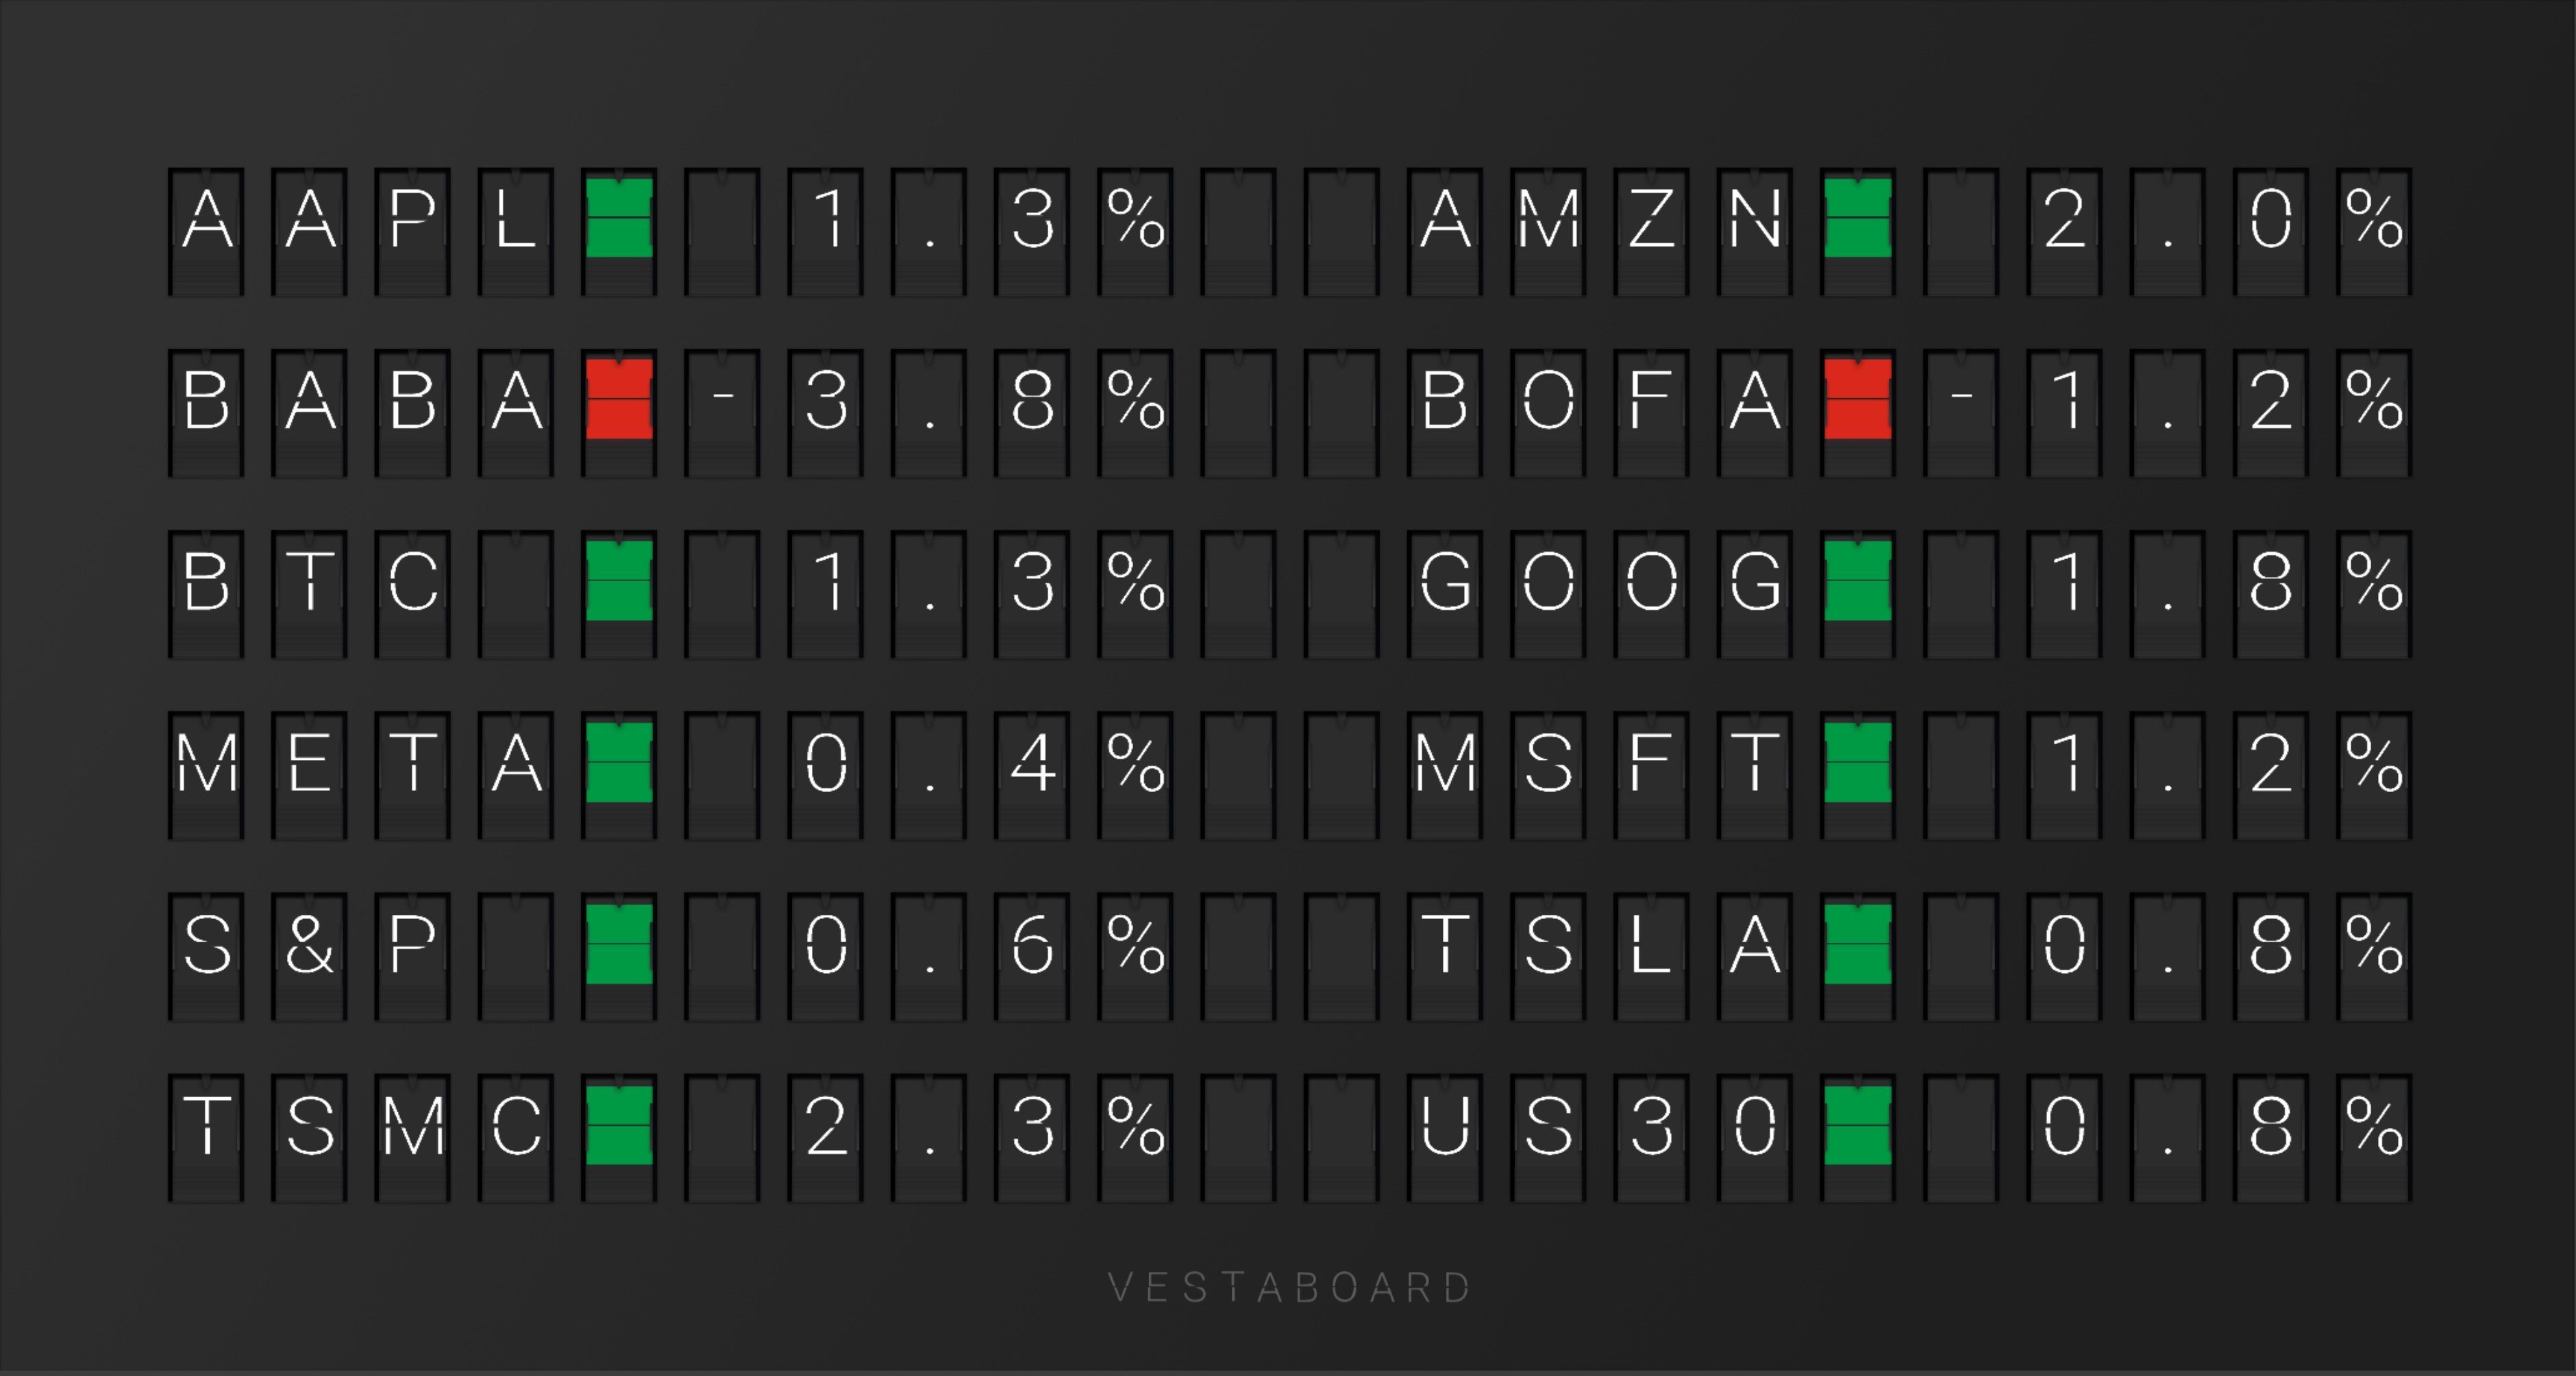 AAPL 1.3% AMZN 2.0%
BABA -3.8% BOFA -1.2%
BTC 1.3% GOOG 1.8%
META 0.4% MSFT 1.2%
S&P 0.6% TSLA 0.8%
TSMC 2.3% US30 0.8%
VESTABOARD